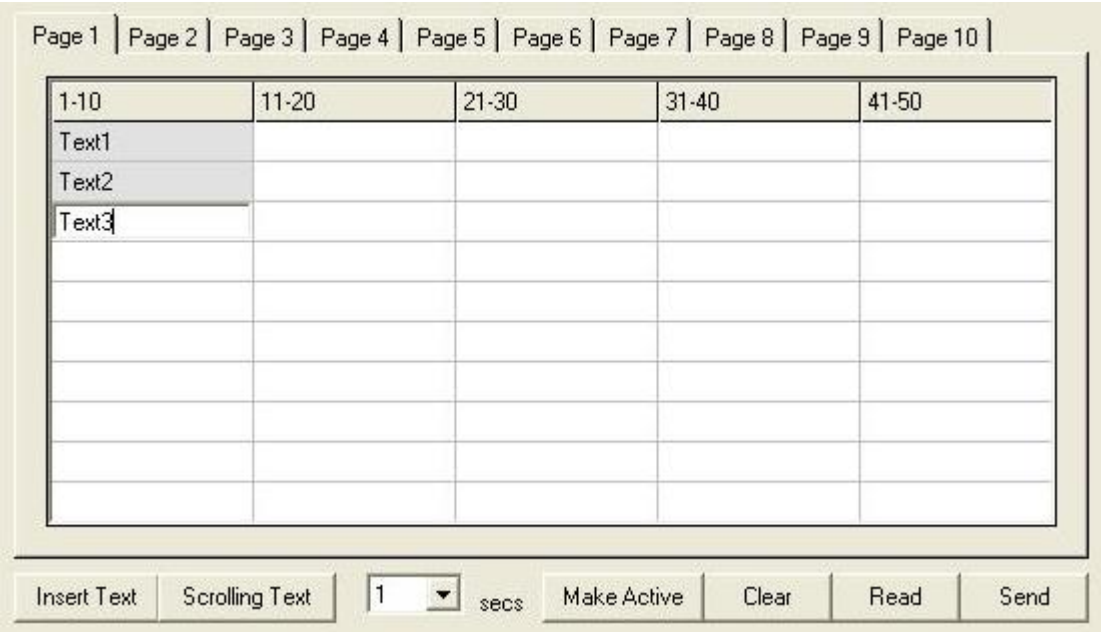 Page 1 Page 2 Page 3 Page 4 Page 5 Page 6 Page 7 Page 8 Page 9 Page 10
1-10 11-20 21-30 31-40 41-50
Text1
Text2
Text3
Insert Text Scrolling Text 1 secs Make Active Clear Read Send